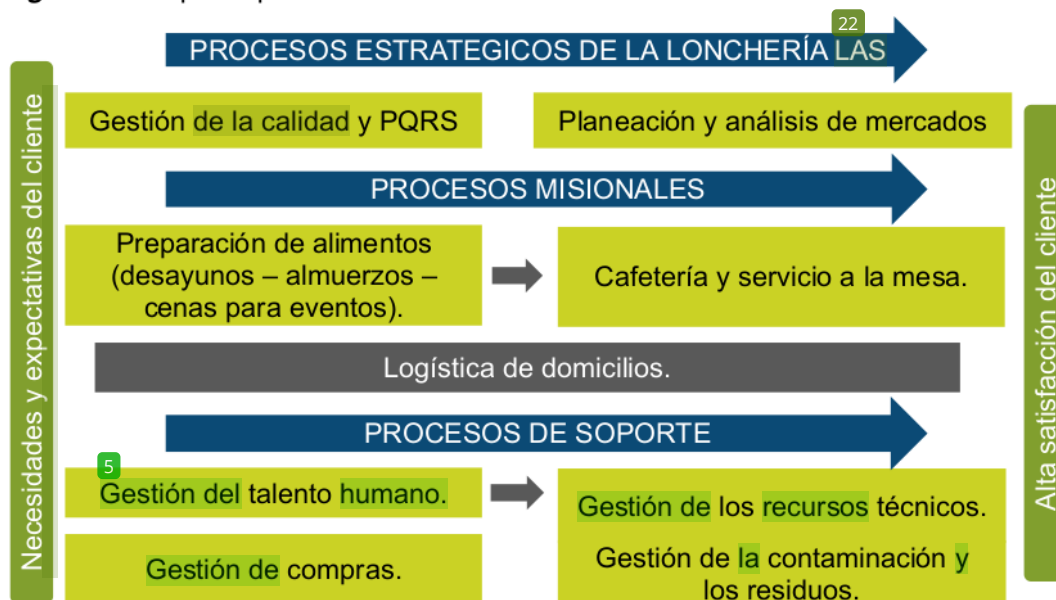 22
PROCESOS ESTRATEGICOS DE LA LONCHERÍA LAS
Necesidades y expectativas del cliente
Gestión de la calidad y PQRS
Planeación y análisis de mercados
PROCESOS MISIONALES
Preparación de alimentos
(desayunos – almuerzos –
cenas para eventos).
Cafetería y servicio a la mesa.
Logística de domicilios.
PROCESOS DE SOPORTE
5
Gestión del talento humano.
Gestión de los recursos técnicos.
Gestión de compras.
Gestión de la contaminación y
los residuos.
Alta satisfacción del cliente